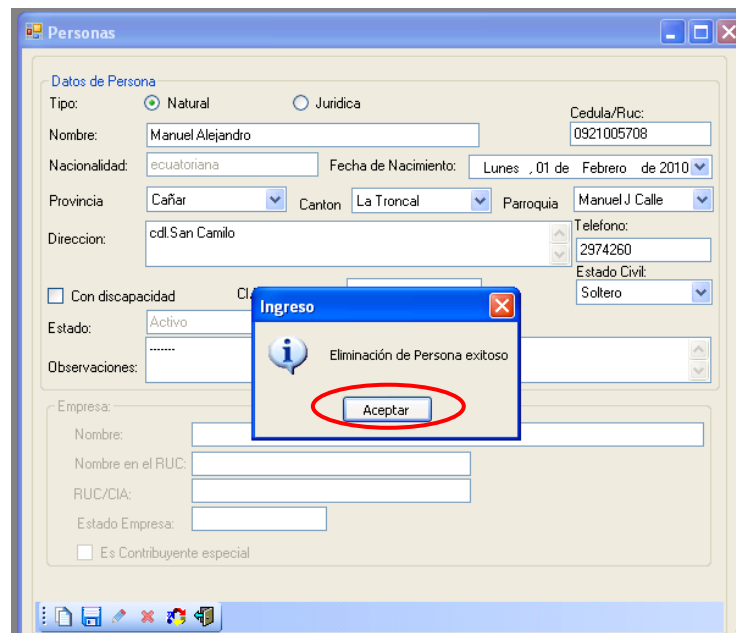 Personas
Datos de Persona
Tipo: Natural Juridica
Cedula/Ruc:
Nombre: Manuel Alejandro 0921005708
Nacionalidad: ecuatoriana Fecha de Nacimiento: Lunes , 01 de Febrero de 2010
Provincia Cañar Canton La Troncal Parroquia Manuel J Calle
Direccion: cdl.San Camilo Telefono:
2974260
Estado Civil:
Con discapacidad Soltero
Ingreso
Estado: Activo
Eliminación de Persona exitoso
Observaciones: -------
Aceptar
Empresa:
Nombre:
Nombre en el RUC:
RUC/CIA:
Estado Empresa:
Es Contribuyente especial